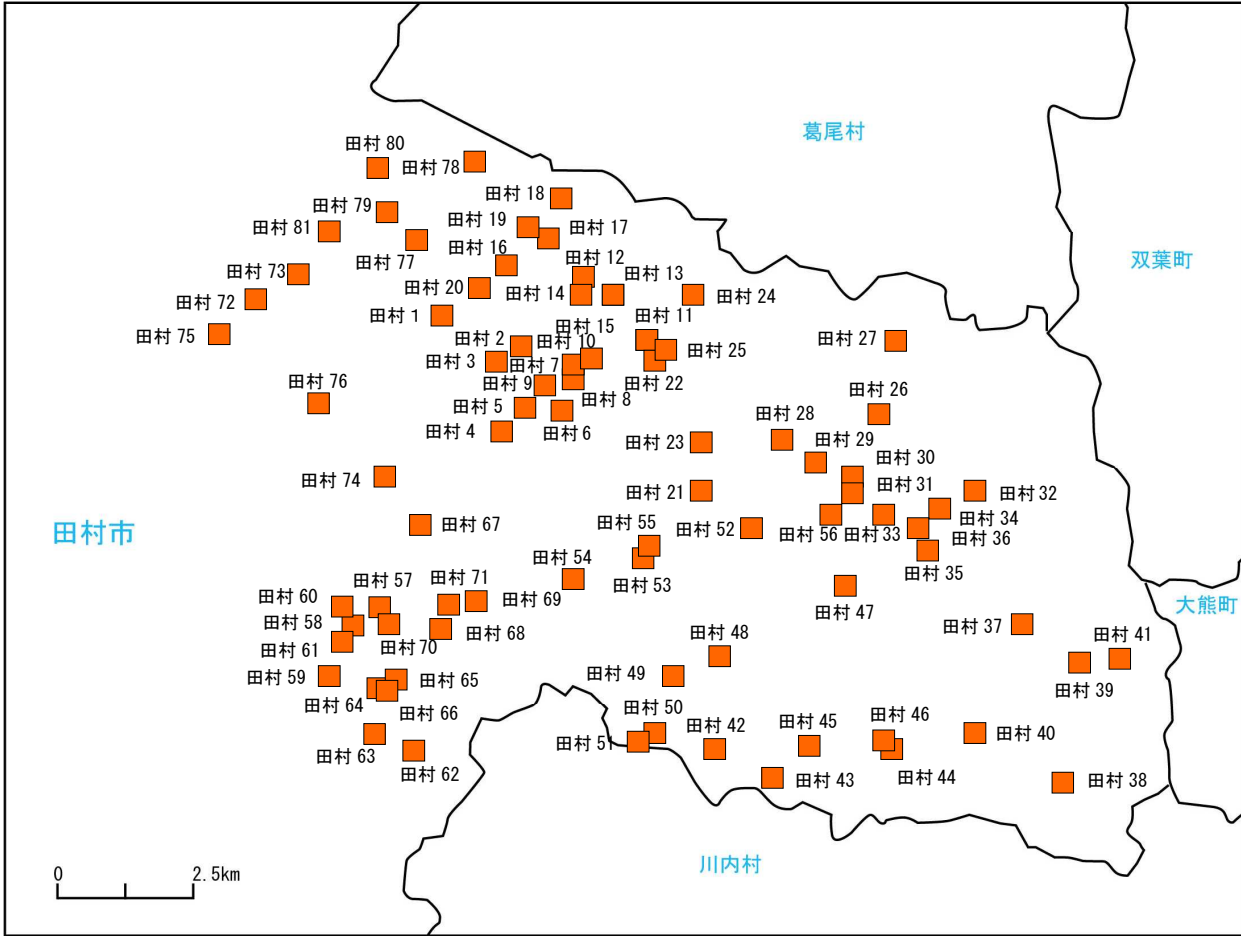 葛尾村
田村 80
田村 78
田村 18
田村 79
田村 19
田村 17
田村 81
田村 16
田村 77
田村 12
双葉町
田村 73
田村 13
田村 20
田村 14
田村 24
田村 72
田村 1
田村 11
田村 15
田村 75
田村 2
田村 10
田村 25
田村 27
田村 3
田村 7
田村 9
田村 22
田村 76
田村 26
田村 8
田村 5
田村 4
田村 6
田村 28
田村 23
田村 29
田村 30
田村 74
田村 31
田村 21
田村 32
田村 34
田村市
田村 67
田村 55
田村 52
田村 56
田村 33
田村 36
田村 54
田村 35
田村 53
田村 57
田村 71
田村 60
田村 69
田村 47
大熊町
田村 58
田村 37
田村 68
田村 61
田村 70
田村 48
田村 41
田村 59
田村 65
田村 49
田村 39
田村 64
田村 50
田村 66
田村 42
田村 45
田村 46
田村 40
田村 51
田村 63
田村 62
田村 43
田村 44
田村 38
川内村
0
2.5km